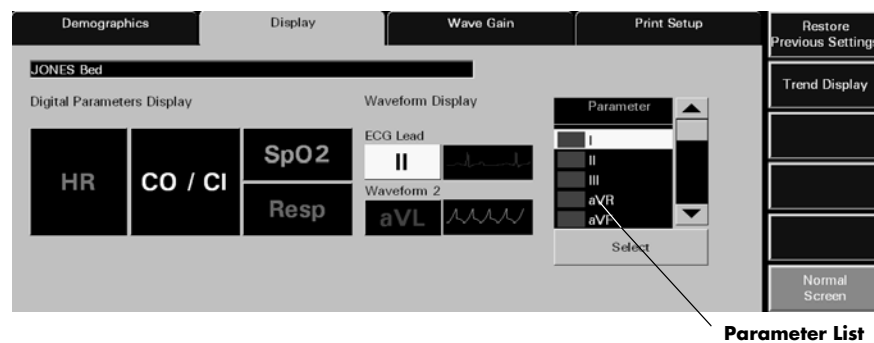 Demographics
Display
Wave Gain
Print Setup
Restore
Previous Settings
JONES Bed
Trend Display
Digital Parameters Display
Waveform Display
Parameter
ECG Lead
HR
CO / CI
SpO2
Resp
II
Waveform 2
aVL
I
II
III
aVR
aVF
Select
Normal
Screen
Parameter List